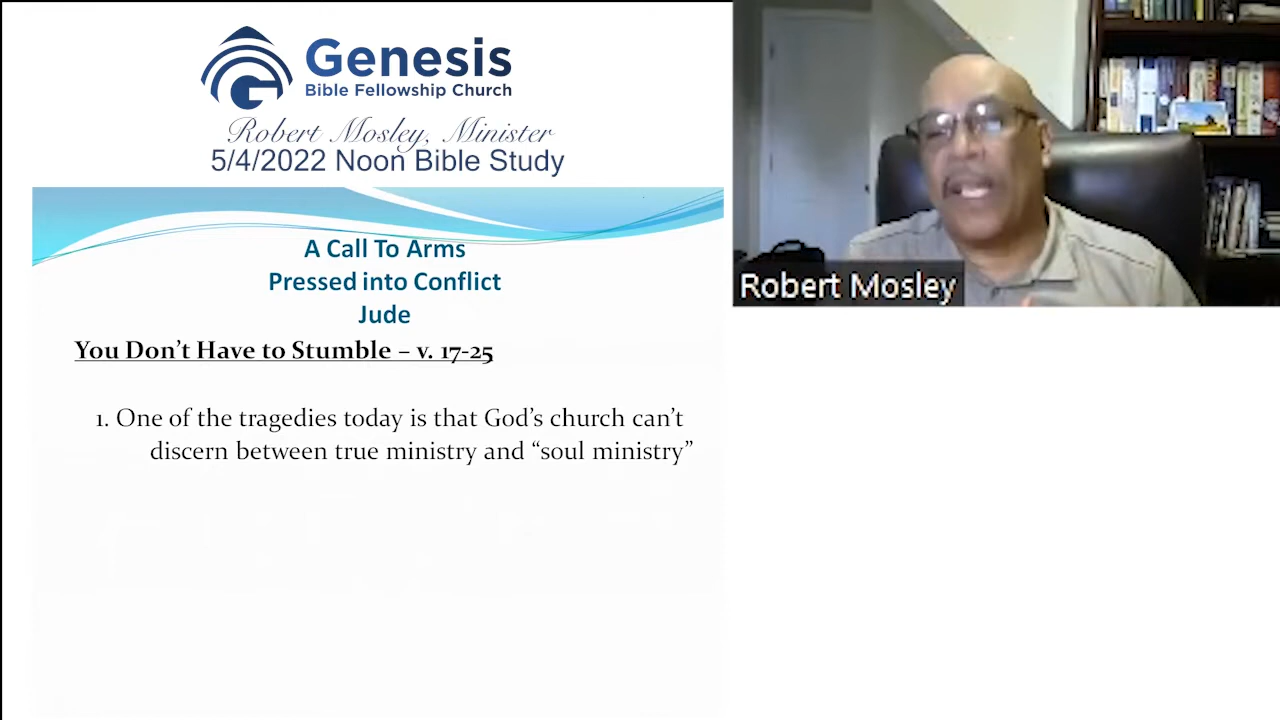 Genesis
Bible Fellowship Church
Robert Mosley, Minister
5/4/2022 Noon Bible Study
A Call To Arms
Pressed into Conflict
Jude
You Don’t Have to Stumble – v. 17-25
1. One of the tragedies today is that God’s church can’t
discern between true ministry and “soul ministry”
Robert Mosley